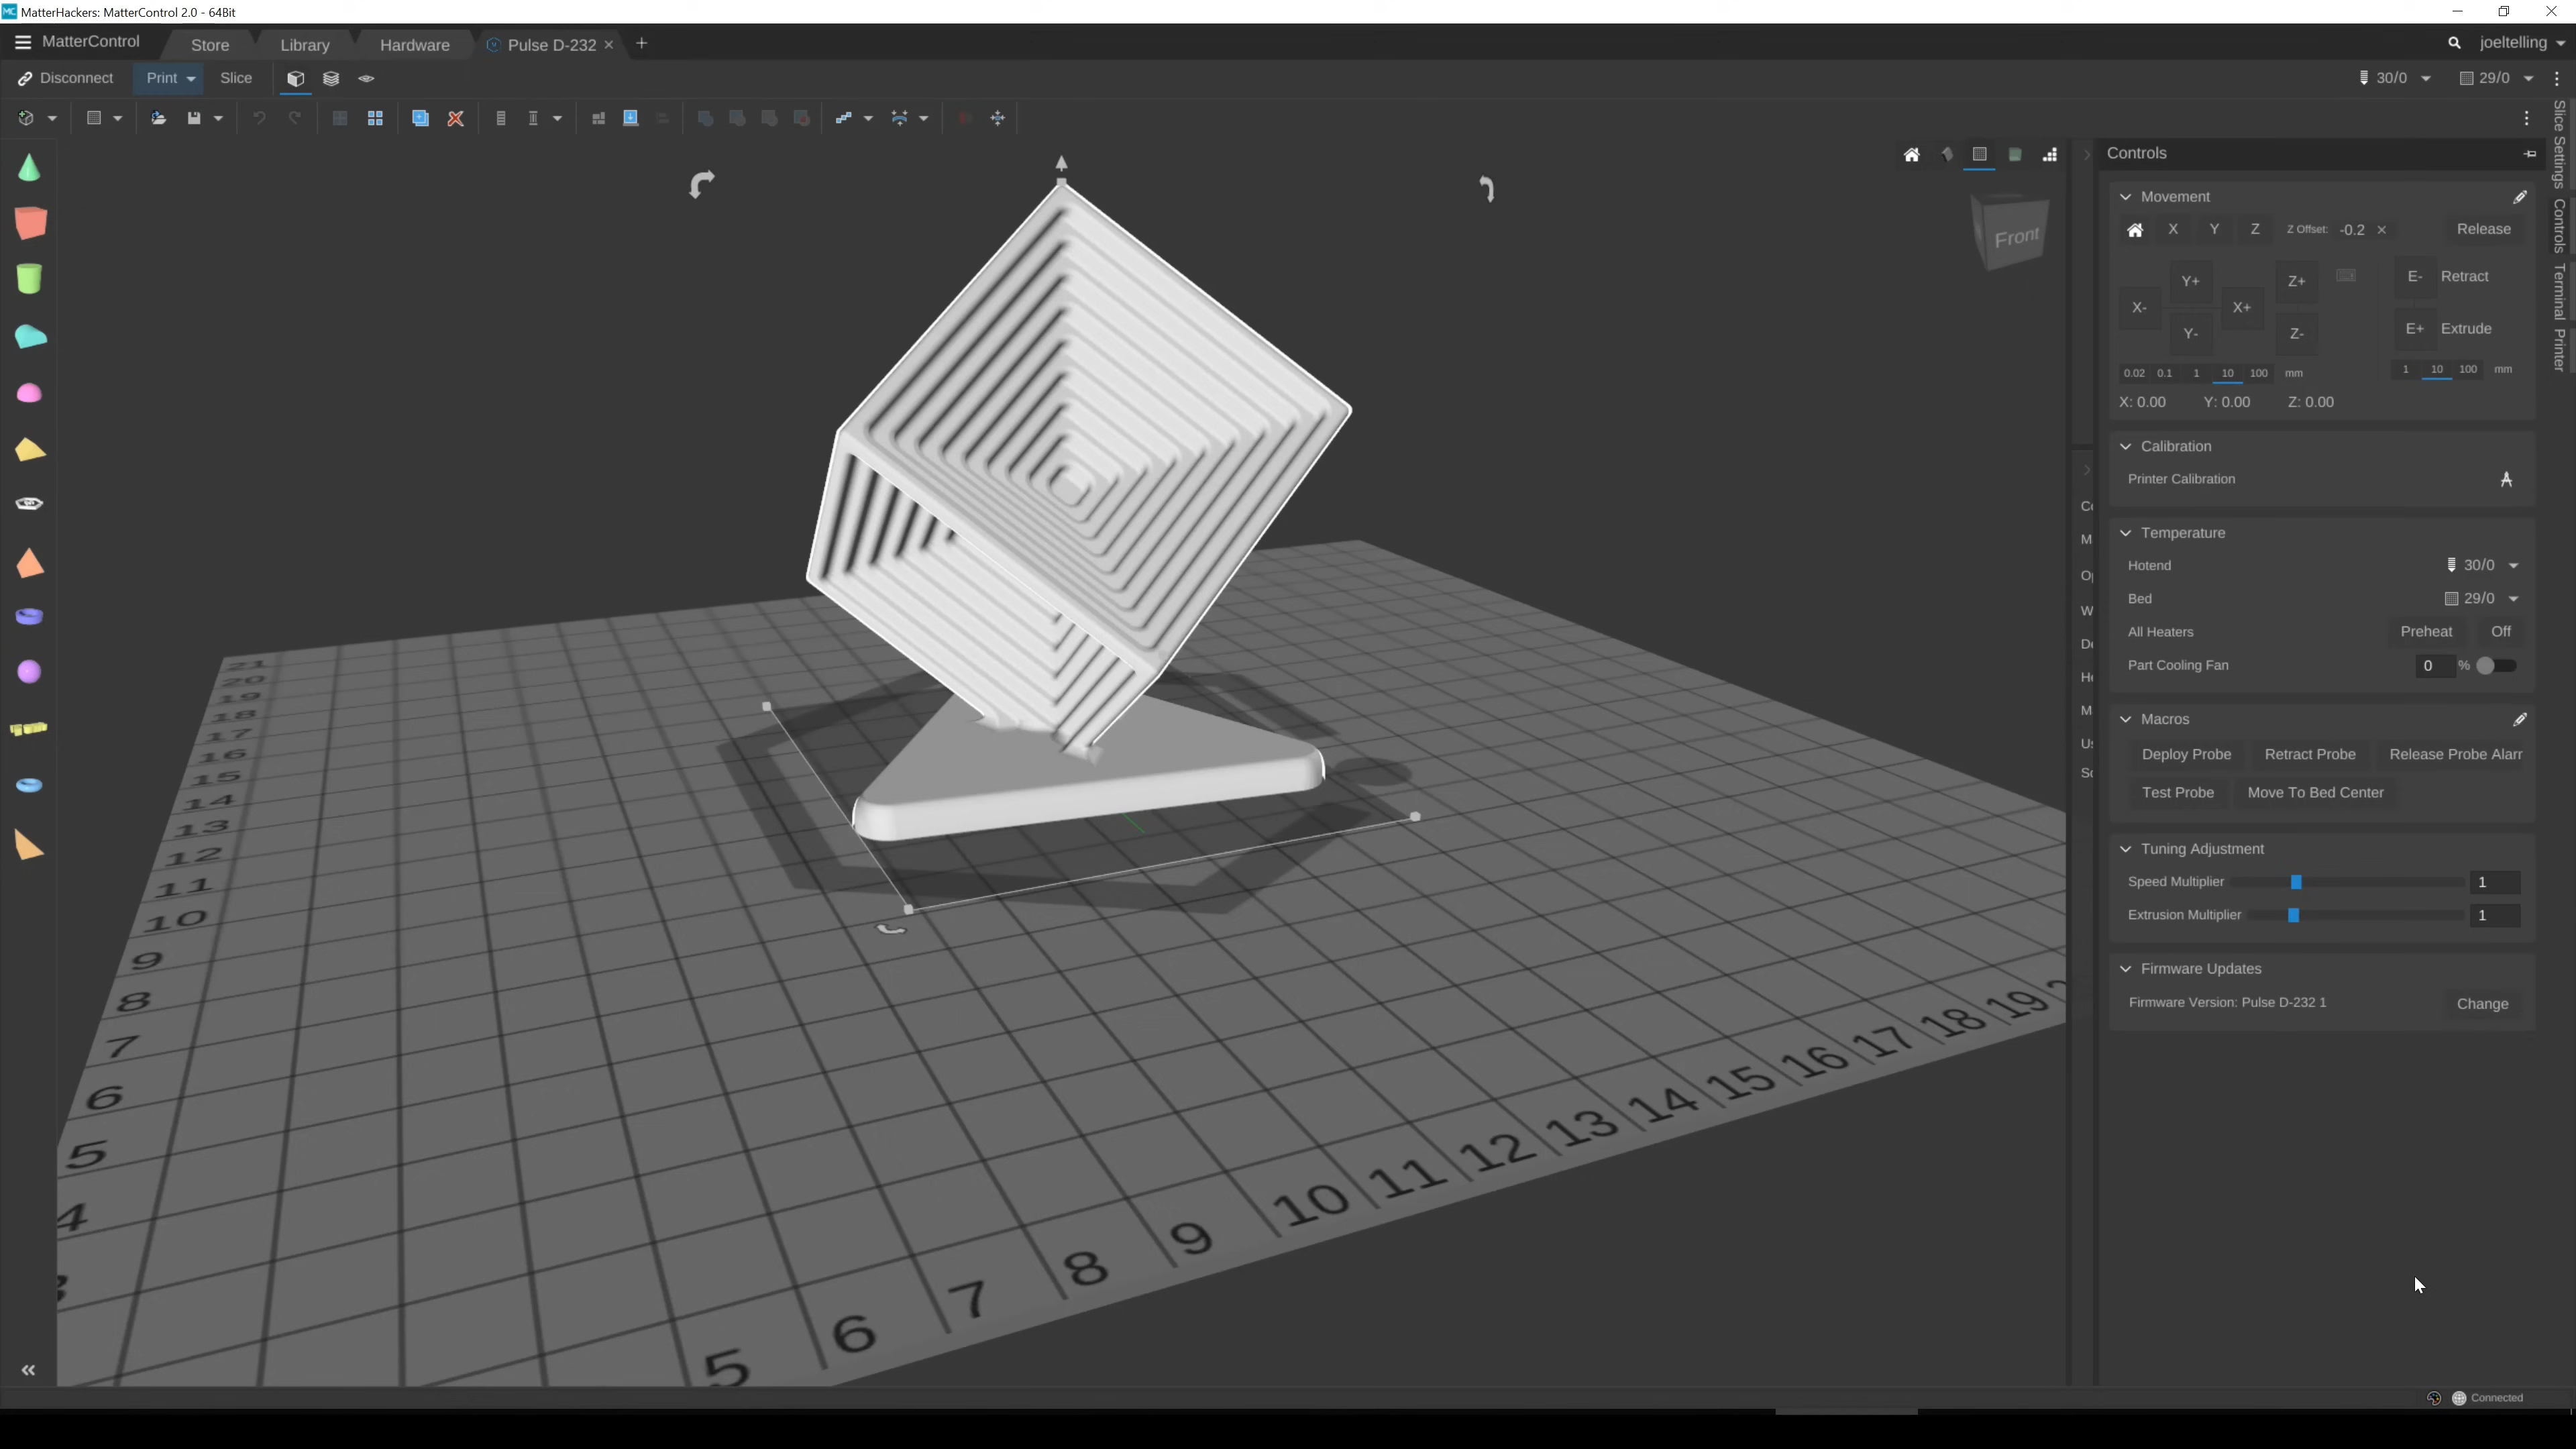 MatterHackers: MatterControl 2.0 - 64Bit
MatterControl Store Library Hardware Pulse D-232 joeltelling
Disconnect Print Slice 30/0 29/0
Slice Settings
Controls
Terminal
Printer
Controls
Front
Movement
X Y Z Z Offset: -0.2 Release
Y+ Z+ E- Retract
X- X+
Y- Z- E+ Extrude
0.02 0.1 1 10 100 mm 1 10 100 mm
X: 0.00 Y: 0.00 Z: 0.00
Calibration
Printer Calibration
Temperature
Hotend 30/0
Bed 29/0
All Heaters Preheat Off
Part Cooling Fan 0 %
Macros
Deploy Probe Retract Probe Release Probe Alarr
Test Probe Move To Bed Center
Tuning Adjustment
Speed Multiplier 1
Extrusion Multiplier 1
Firmware Updates
Firmware Version: Pulse D-232 1 Change
M
W
De
He
M
Us
21
20
19
18
17
16
15
14
13
12
11
10
9
8
7
6
5
4
5 6 7 8 9 10 11 12 13 14 15 16 17 18 19
Connected